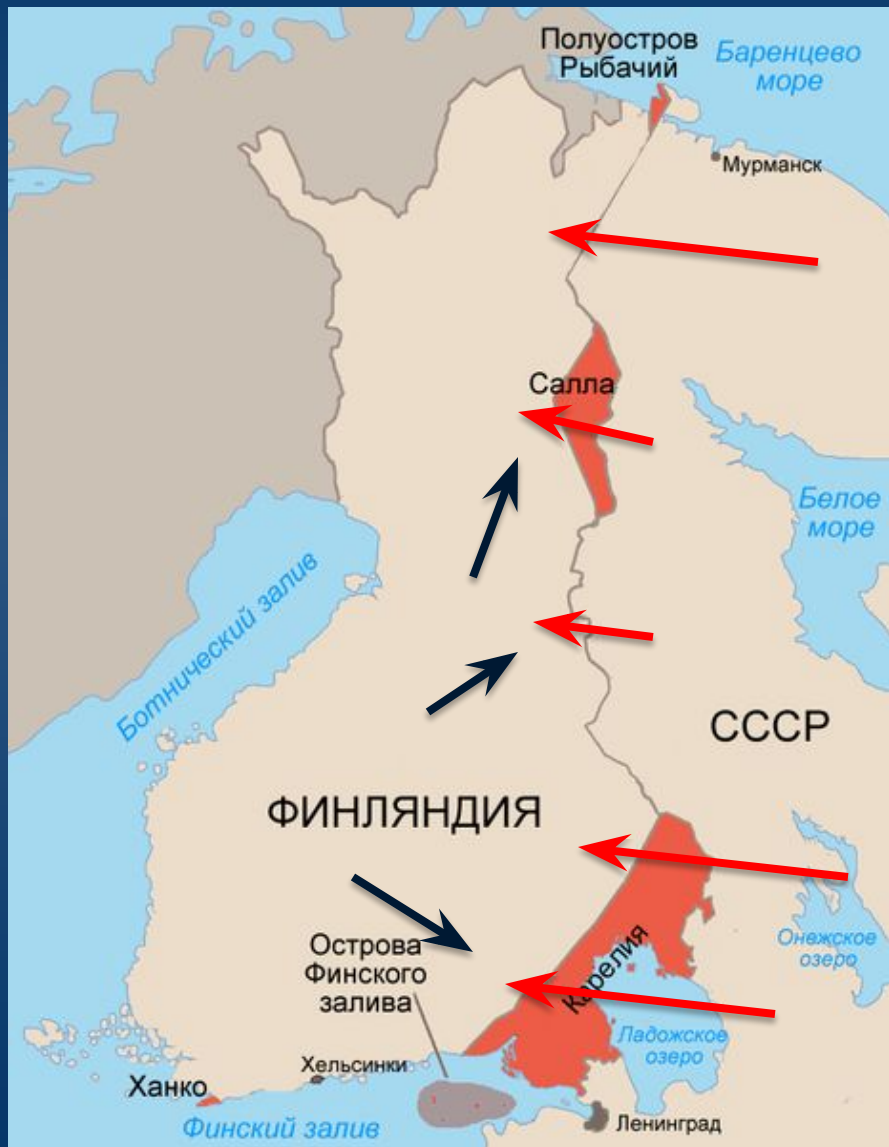 Полуостров
Рыбачий
Баренцево
море
Мурманск
Салла
Белое
море
Ботнический залив
СССР
ФИНЛЯНДИЯ
Онежское
озеро
Острова
Финского
залива
Карелия
Ладожское
озеро
Хельсинки
Ханко
Финский залив
Ленинград